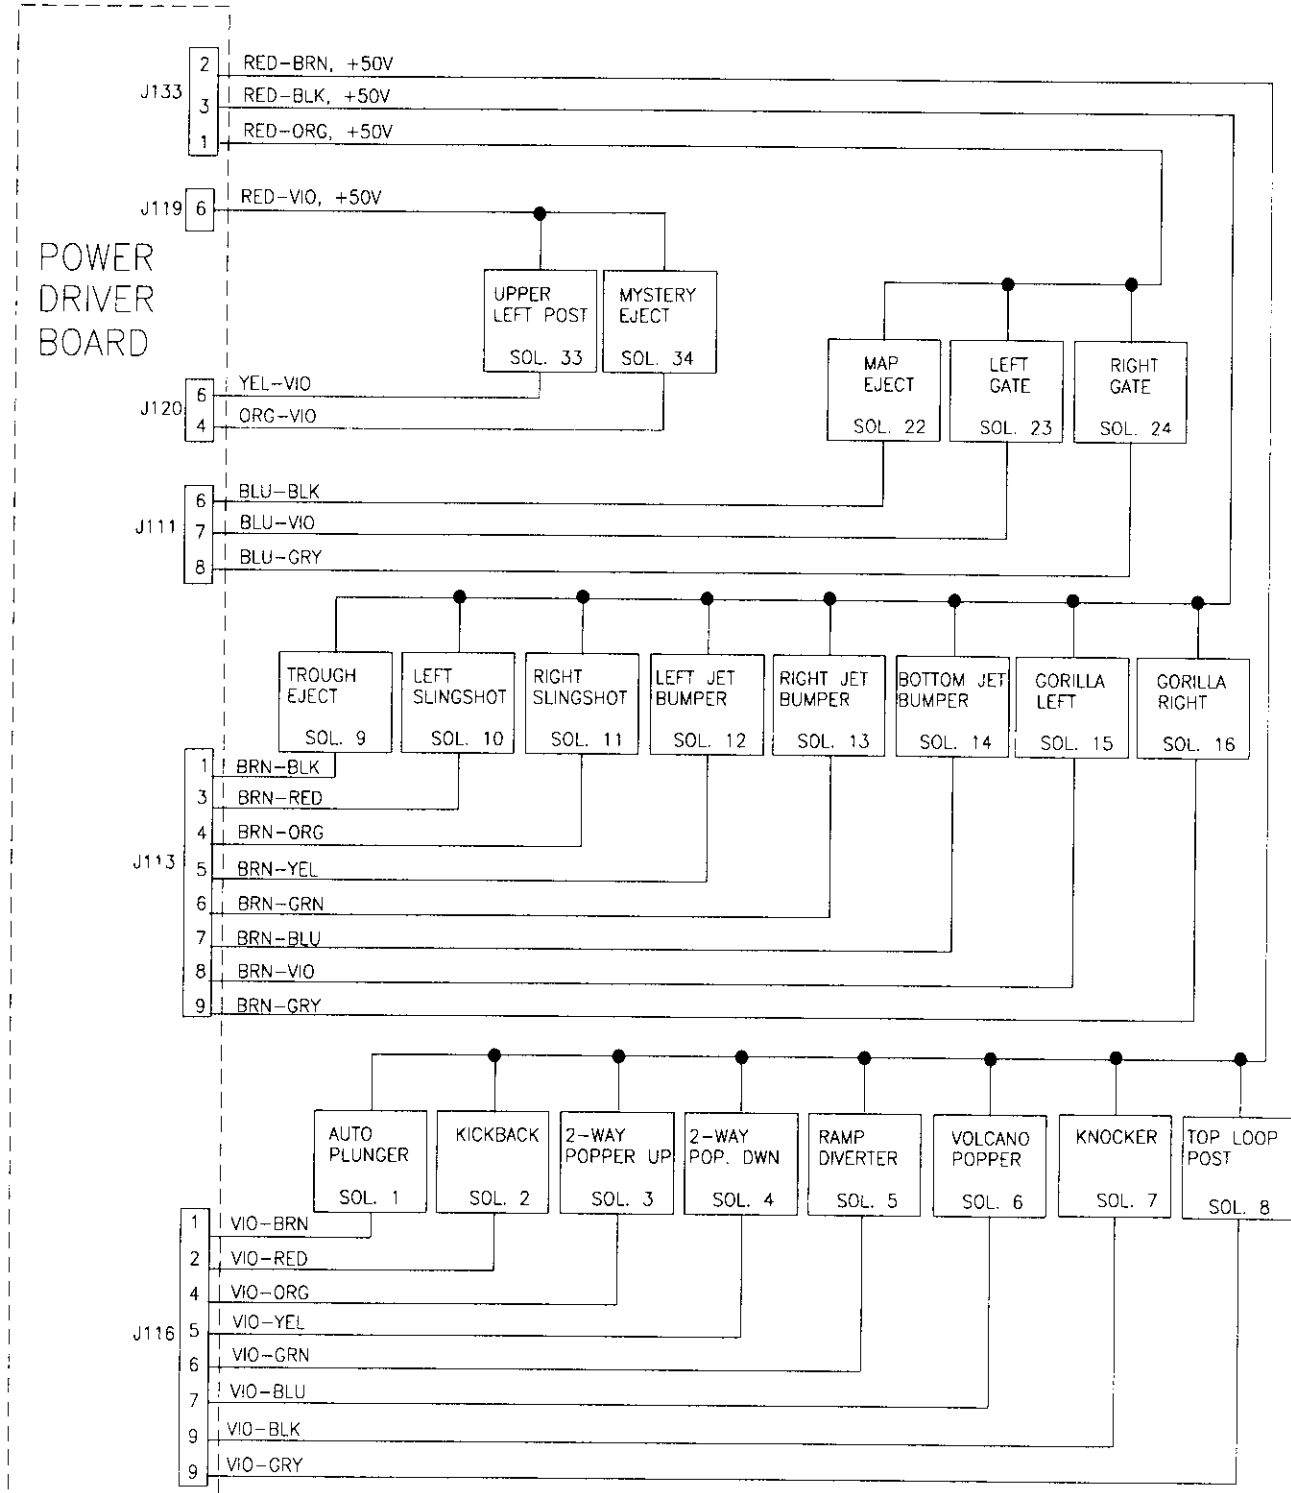 2 RED-BRN, +50V
J133
3 RED-BLK, +50V
1 RED-ORG, +50V
J119 6 RED-VIO, +50V
POWER
DRIVER
BOARD
UPPER
LEFT POST
SOL. 33
MYSTERY
EJECT
SOL. 34
MAP
EJECT
SOL. 22
LEFT
GATE
SOL. 23
RIGHT
GATE
SOL. 24
J120
6 YEL-VIO
4 ORG-VIO
J111
6 BLU-BLK
7 BLU-VIO
8 BLU-GRY
TROUGH
EJECT
SOL. 9
LEFT
SLINGSHOT
SOL. 10
RIGHT
SLINGSHOT
SOL. 11
LEFT JET
BUMPER
SOL. 12
RIGHT JET
BUMPER
SOL. 13
BOTTOM JET
BUMPER
SOL. 14
GORILLA
LEFT
SOL. 15
GORILLA
RIGHT
SOL. 16
J113
1 BRN-BLK
3 BRN-RED
4 BRN-ORG
5 BRN-YEL
6 BRN-GRN
7 BRN-BLU
8 BRN-VIO
9 BRN-GRY
AUTO
PLUNGER
SOL. 1
KICKBACK
SOL. 2
2-WAY
POPPER UP
SOL. 3
2-WAY
POP. DWN
SOL. 4
RAMP
DIVERTER
SOL. 5
VOLCANO
POPPER
SOL. 6
KNOCKER
SOL. 7
TOP LOOP
POST
SOL. 8
J116
1 VIO-BRN
2 VIO-RED
4 VIO-ORG
5 VIO-YEL
6 VIO-GRN
7 VIO-BLU
9 VIO-BLK
9 VIO-GRY